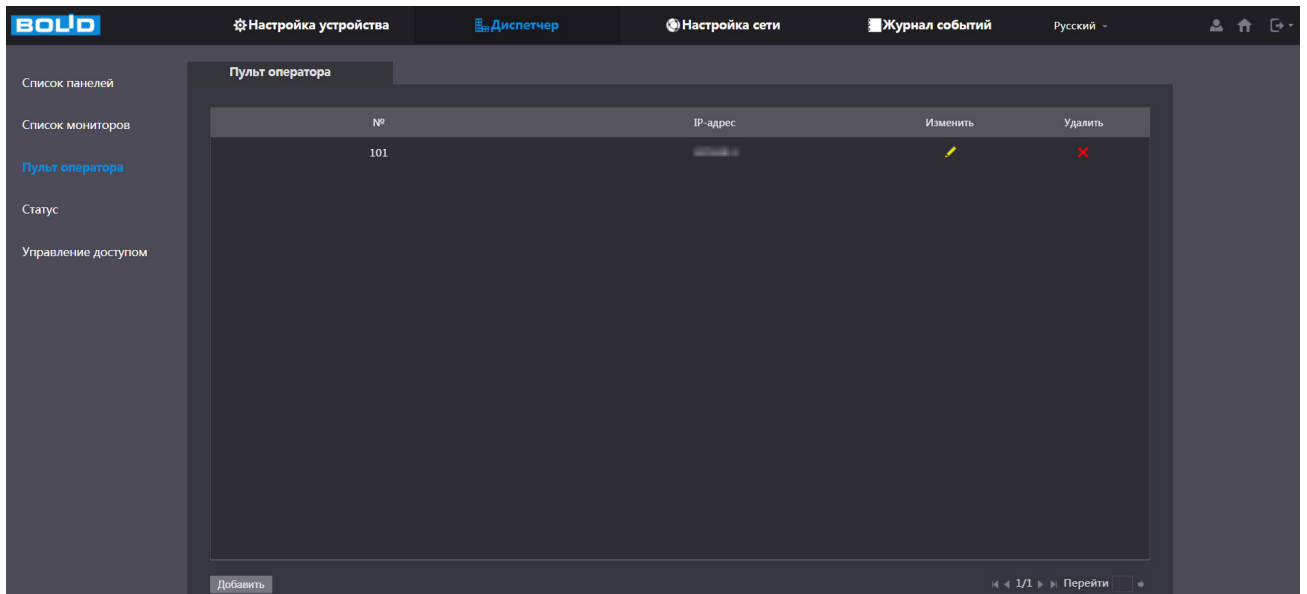 BOLID Настройка устройства Диспетчер Настройка сети Журнал событий Русский
Пульт оператора
Список панелей
№ IP-адрес Изменить Удалить
Список мониторов
101
Пульт оператора
Статус
Управление доступом
Добавить 1/1 Перейти